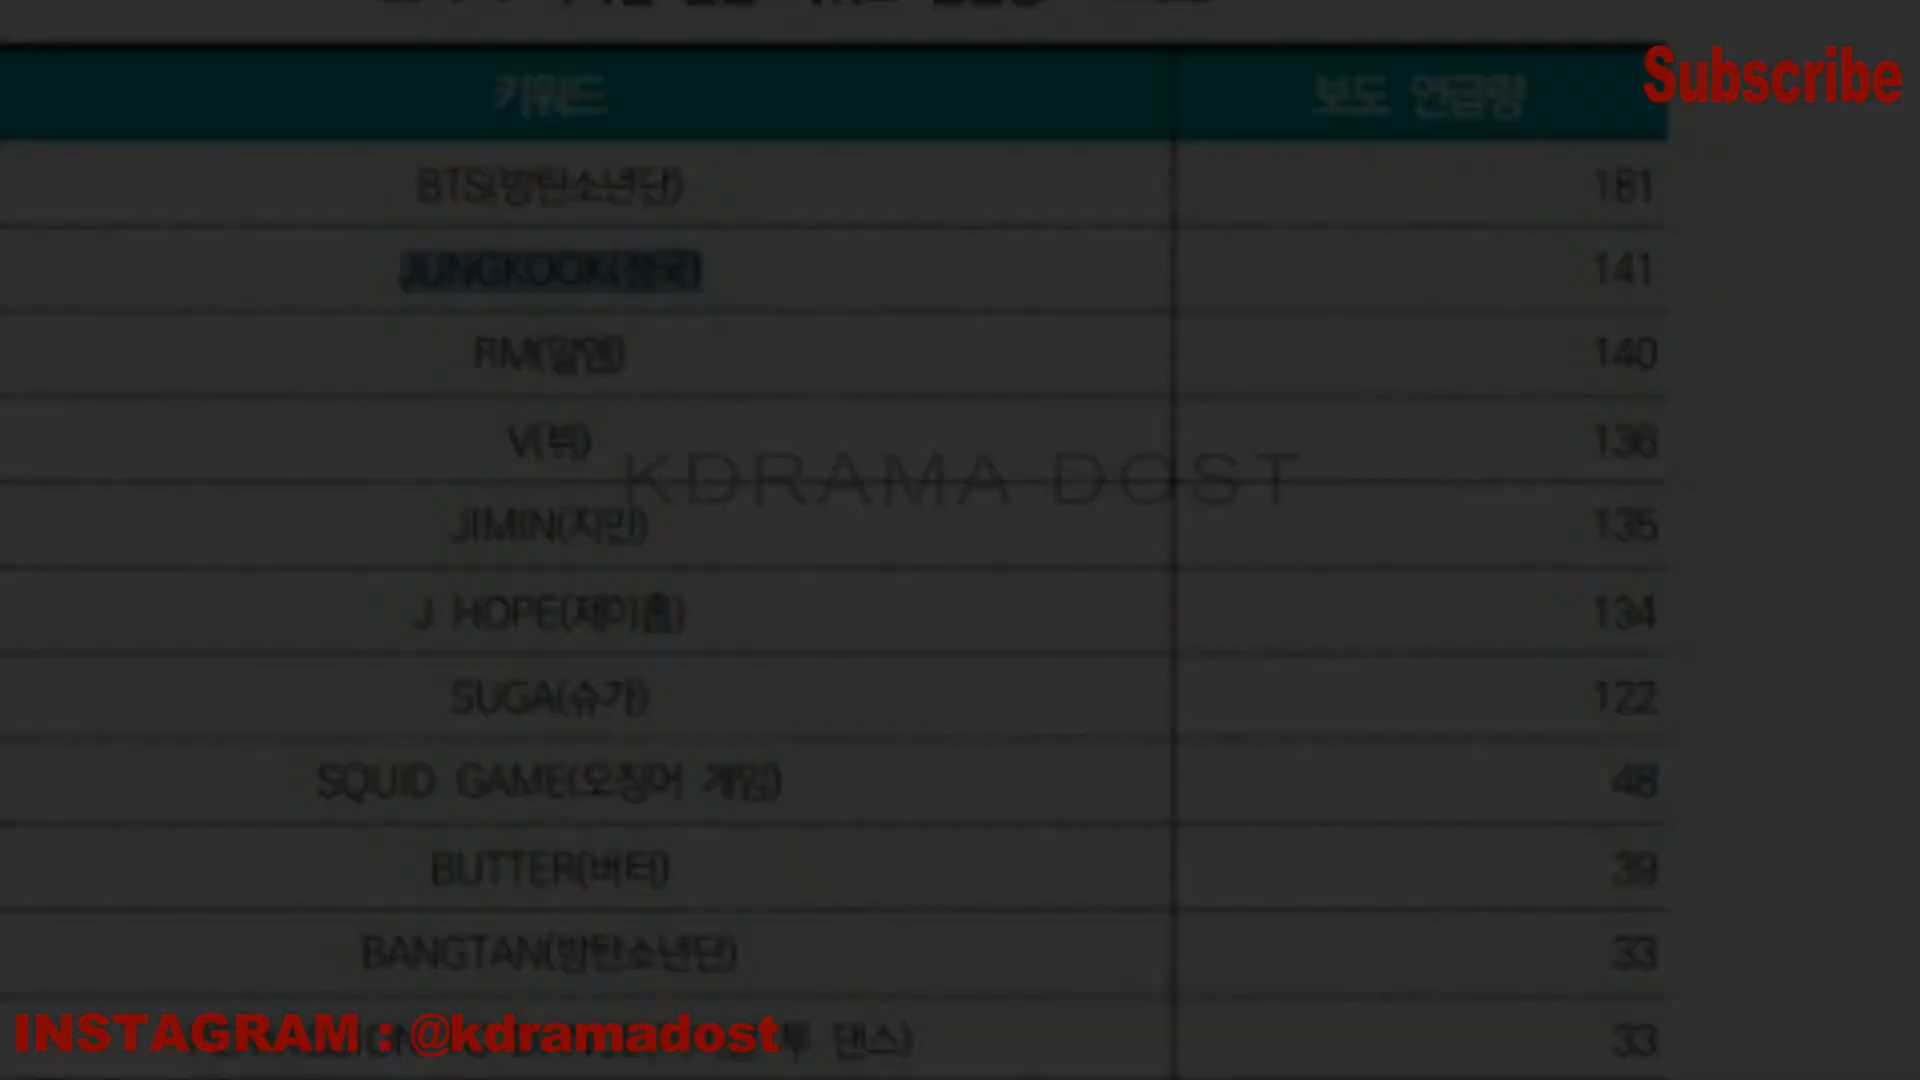 Subscribe
키워드 보도 언급량
BTS(방탄소년단) 181
JUNGKOOK(정국) 141
RM(알엠) 140
V(뷔) 136
KDRAMA DOST
JIMIN(지민) 135
J HOPE(제이홉) 134
SUGA(슈가) 122
SQUID GAME(오징어 게임) 48
BUTTER(버터) 39
BANGTAN(방탄소년단) 33
댄스) 33
INSTAGRAM : @kdramadost